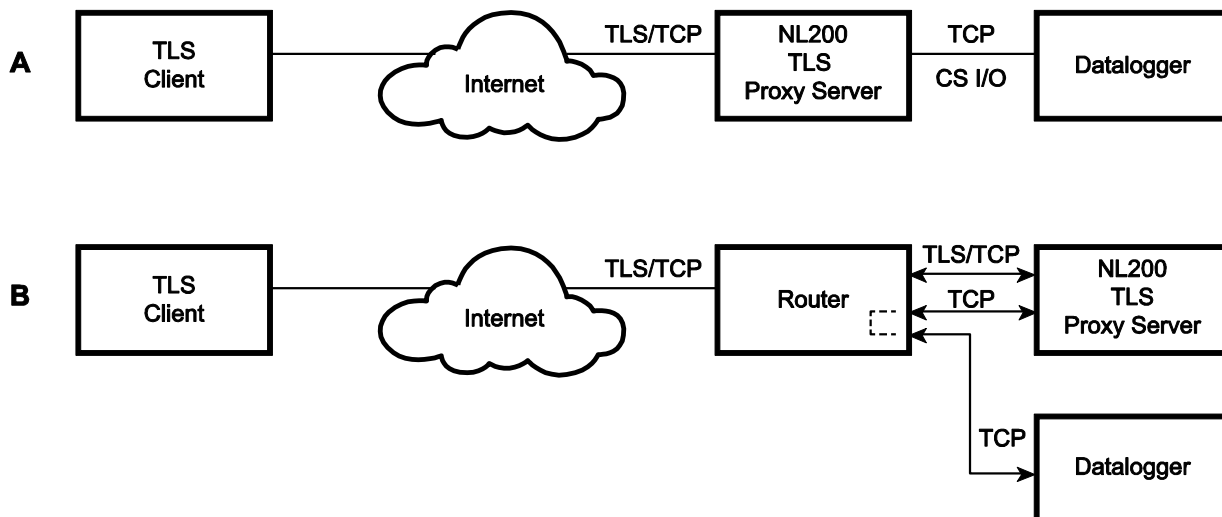 A
TLS
Client
Internet
TLS/TCP
NL200
TLS
Proxy Server
TCP
CS I/O
Datalogger
B
TLS
Client
Internet
TLS/TCP
Router
TLS/TCP
TCP
NL200
TLS
Proxy Server
TCP
Datalogger